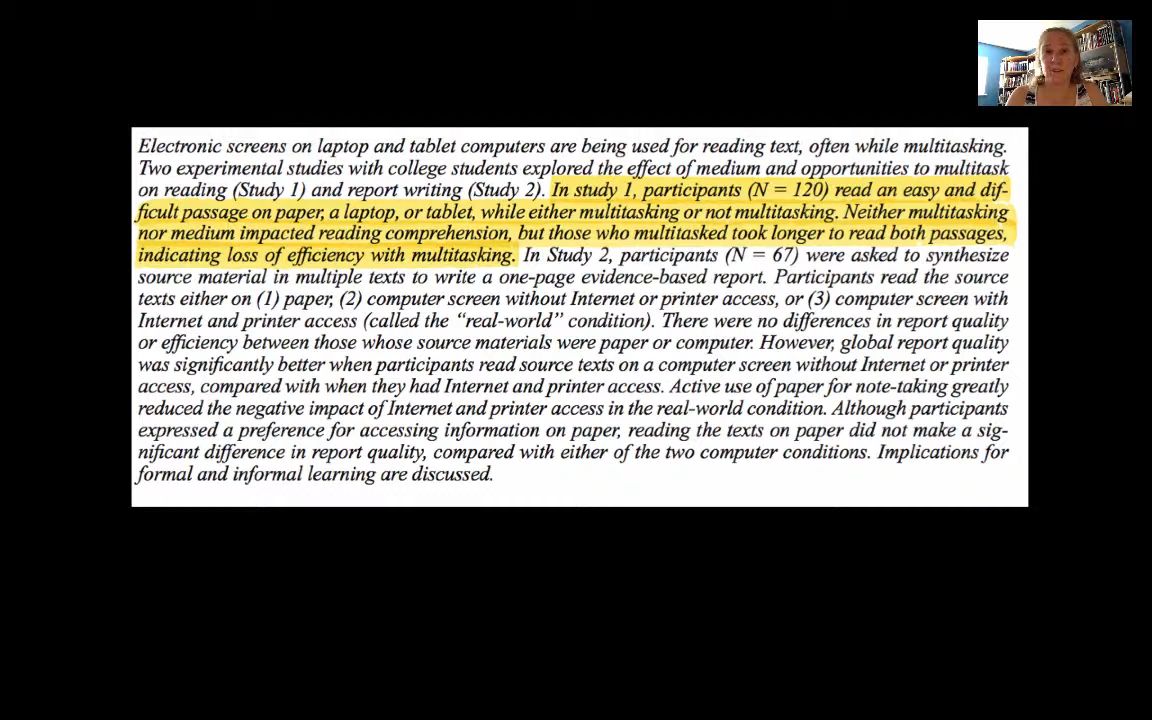 Electronic screens on laptop and tablet computers are being used for reading text, often while multitasking.
Two experimental studies with college students explored the effect of medium and opportunities to multitask
on reading (Study 1) and report writing (Study 2). In study 1, participants (N = 120) read an easy and dif-
ficult passage on paper, a laptop, or tablet, while either multitasking or not multitasking. Neither multitasking
nor medium impacted reading comprehension, but those who multitasked took longer to read both passages,
indicating loss of efficiency with multitasking. In Study 2, participants (N = 67) were asked to synthesize
source material in multiple texts to write a one-page evidence-based report. Participants read the source
texts either on (1) paper, (2) computer screen without Internet or printer access, or (3) computer screen with
Internet and printer access (called the “real-world” condition). There were no differences in report quality
or efficiency between those whose source materials were paper or computer. However, global report quality
was significantly better when participants read source texts on a computer screen without Internet or printer
access, compared with when they had Internet and printer access. Active use of paper for note-taking greatly
reduced the negative impact of Internet and printer access in the real-world condition. Although participants
expressed a preference for accessing information on paper, reading the texts on paper did not make a sig-
nificant difference in report quality, compared with either of the two computer conditions. Implications for
formal and informal learning are discussed.